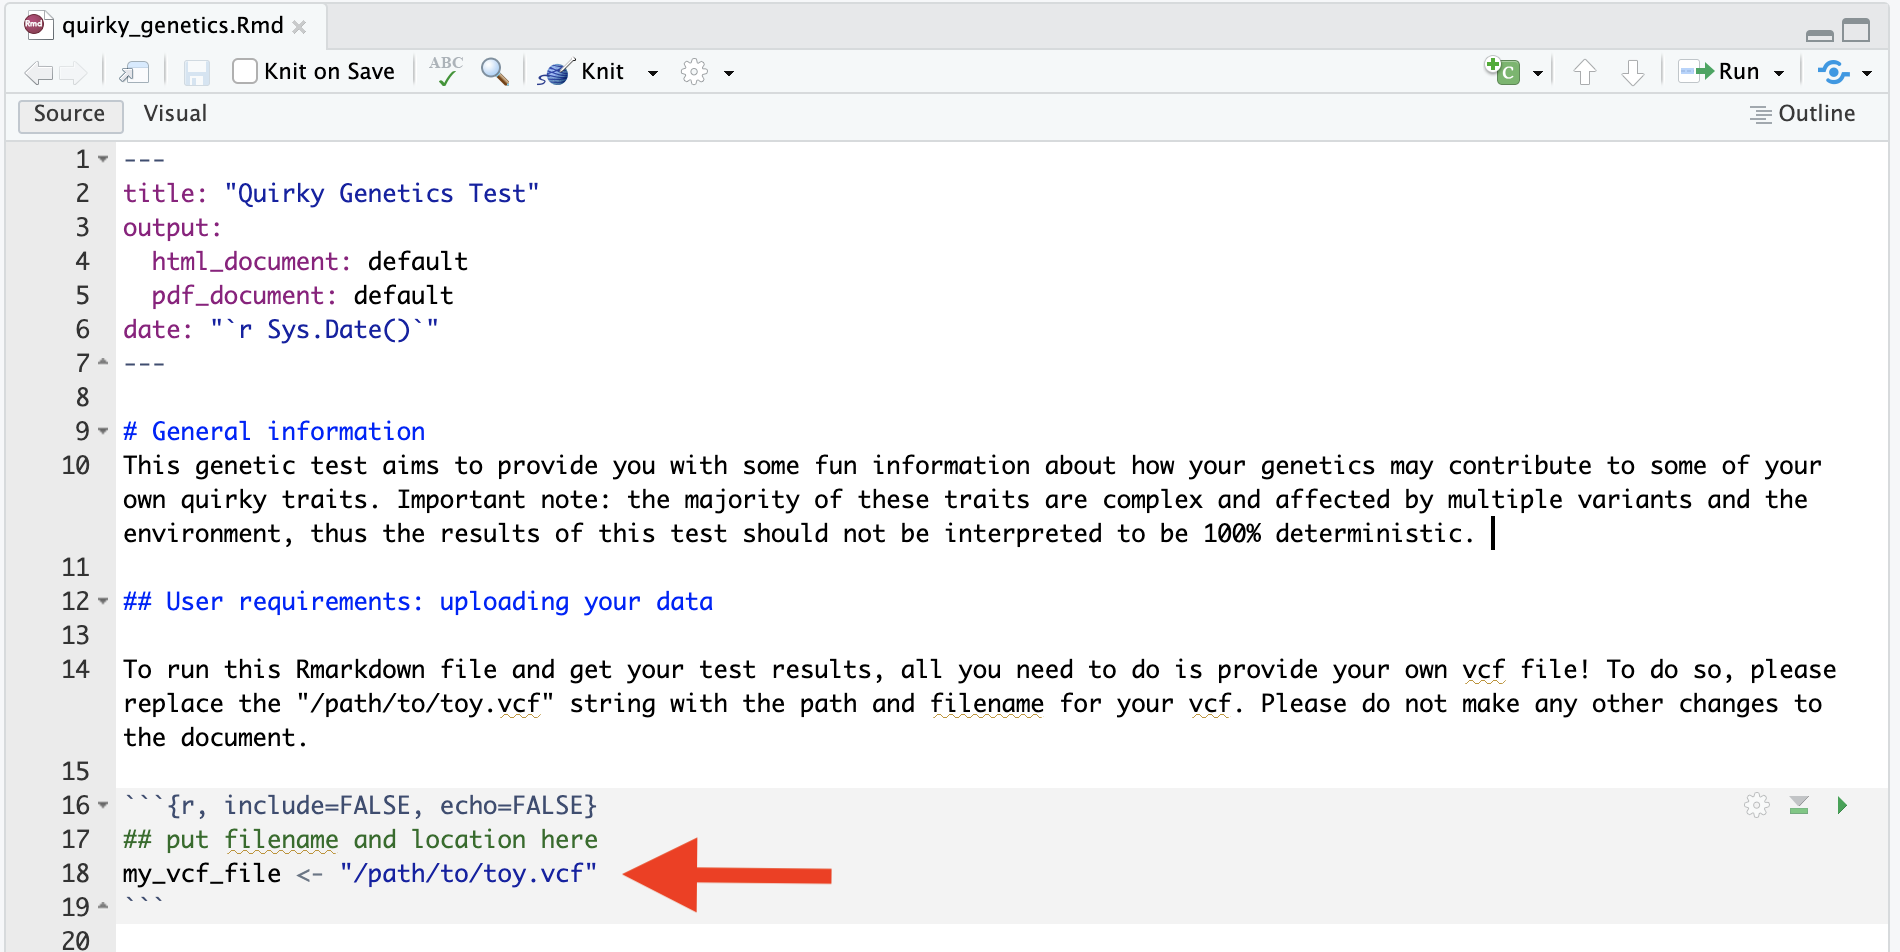 Rmd quirky_genetics.Rmd
Knit on Save ABC Knit C Run
Source Visual Outline
1 ---
2 title: "Quirky Genetics Test"
3 output:
4   html_document: default
5   pdf_document: default
6 date: "`r Sys.Date()`"
7 ---
8
9 # General information
10 This genetic test aims to provide you with some fun information about how your genetics may contribute to some of your
own quirky traits. Important note: the majority of these traits are complex and affected by multiple variants and the
environment, thus the results of this test should not be interpreted to be 100% deterministic.
11
12 ## User requirements: uploading your data
13
14 To run this Rmarkdown file and get your test results, all you need to do is provide your own vcf file! To do so, please
replace the "/path/to/toy.vcf" string with the path and filename for your vcf. Please do not make any other changes to
the document.
15
16 ```{r, include=FALSE, echo=FALSE}
17 ## put filename and location here
18 my_vcf_file <- "/path/to/toy.vcf"
19 ```
20